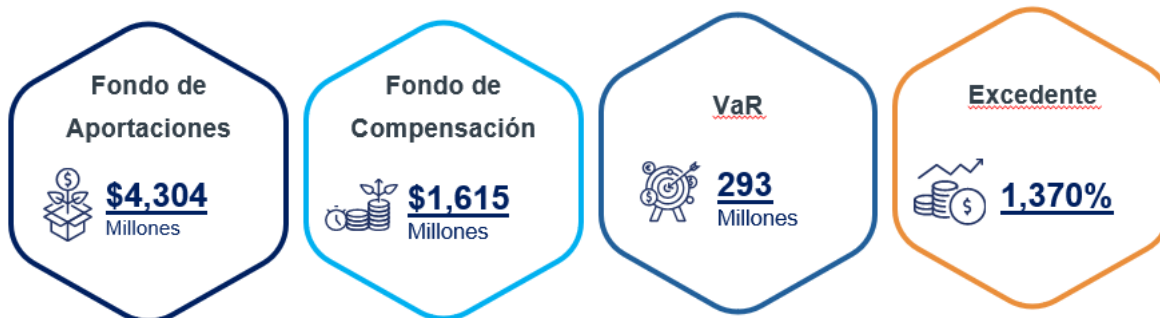 Fondo de
Aportaciones
$4,304
Millones
Fondo de
Compensación
$1,615
Millones
VaR
293
Millones
Excedente
1,370%